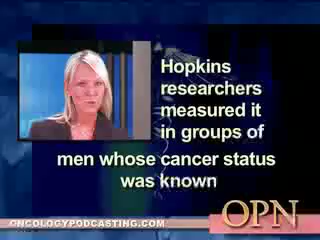 Hopkins
researchers
measured it
in groups of
men whose cancer status
was known
ONCOLOGYPODCASTING.COM
OPN